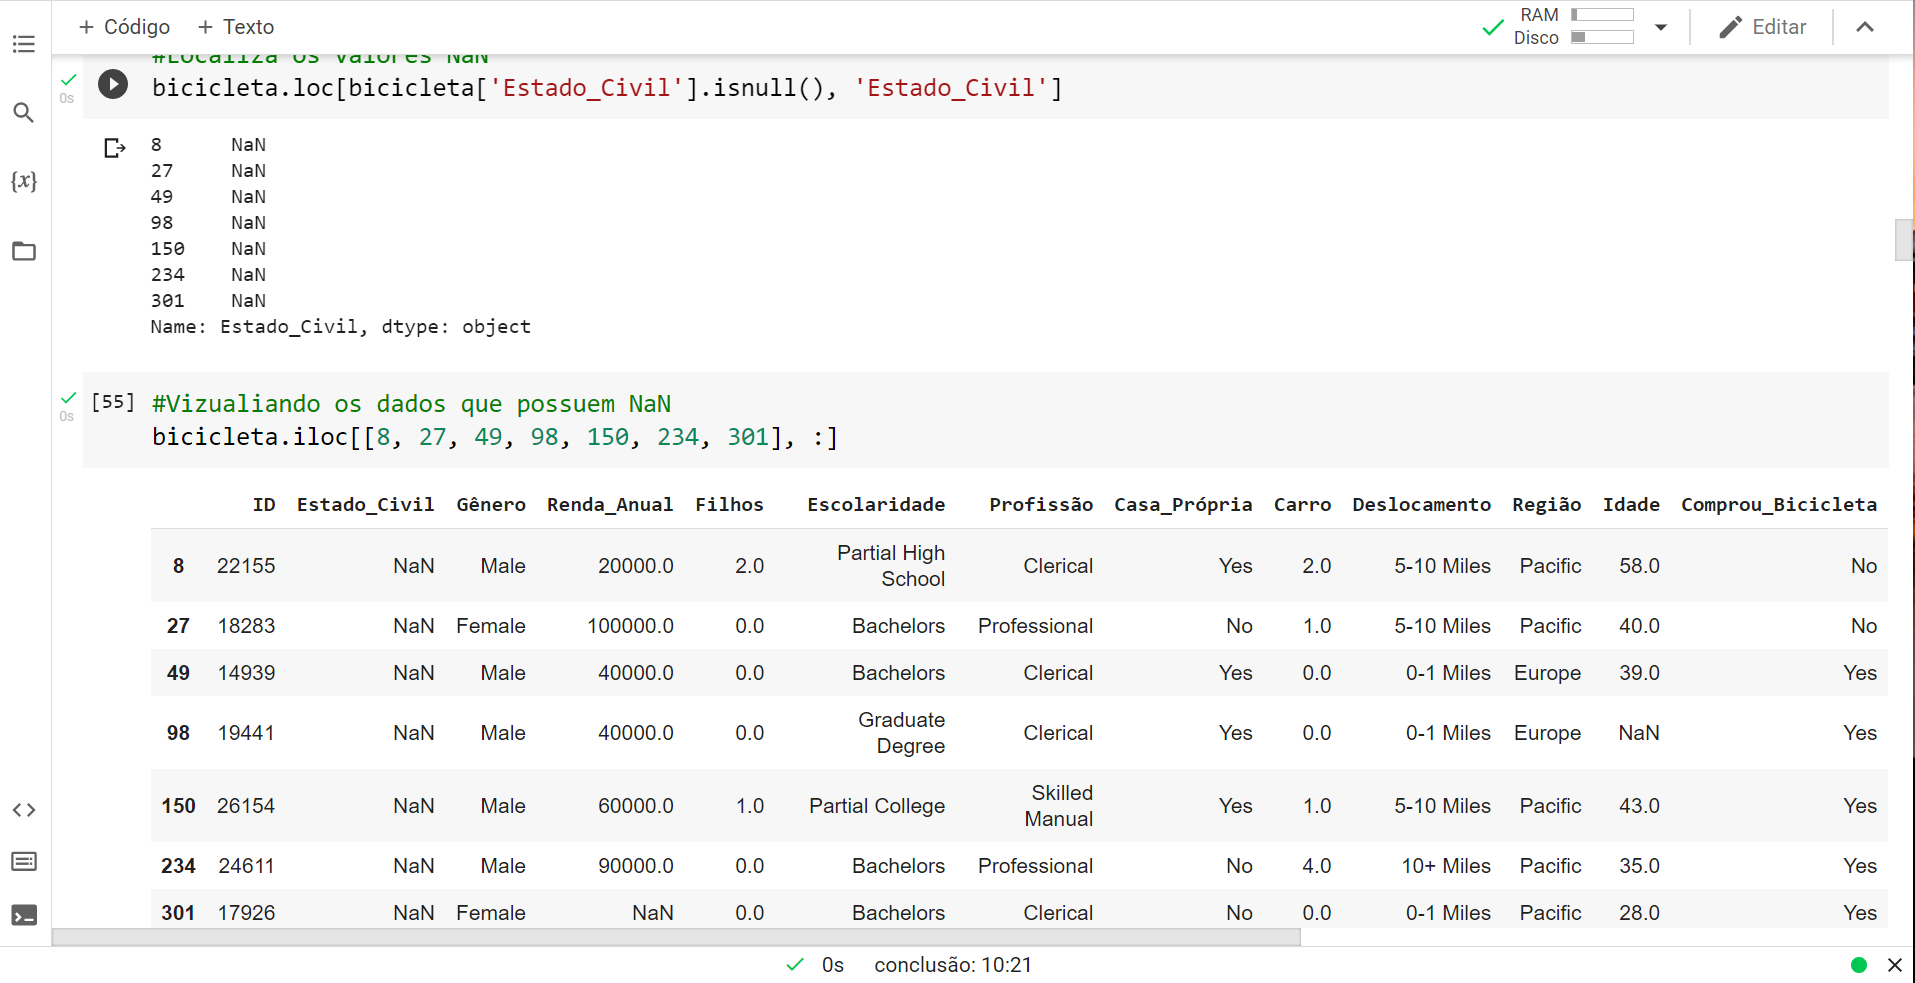 + Código + Texto
RAM
Disco
Editar
#Localiza os valores NaN
0s
bicicleta.loc[bicicleta['Estado_Civil'].isnull(), 'Estado_Civil']
{x}
8 NaN
27 NaN
49 NaN
98 NaN
150 NaN
234 NaN
301 NaN
Name: Estado_Civil, dtype: object
[55] #Vizualiando os dados que possuem NaN
0s
bicicleta.iloc[[8, 27, 49, 98, 150, 234, 301], :]
ID Estado_Civil Gênero Renda_Anual Filhos Escolaridade Profissão Casa_Própria Carro Deslocamento Região Idade Comprou_Bicicleta
8 22155 NaN Male 20000.0 2.0 Partial High School Clerical Yes 2.0 5-10 Miles Pacific 58.0 No
27 18283 NaN Female 100000.0 0.0 Bachelors Professional No 1.0 5-10 Miles Pacific 40.0 No
49 14939 NaN Male 40000.0 0.0 Bachelors Clerical Yes 0.0 0-1 Miles Europe 39.0 Yes
98 19441 NaN Male 40000.0 0.0 Graduate Degree Clerical Yes 0.0 0-1 Miles Europe NaN Yes
150 26154 NaN Male 60000.0 1.0 Partial College Skilled Manual Yes 1.0 5-10 Miles Pacific 43.0 Yes
234 24611 NaN Male 90000.0 0.0 Bachelors Professional No 4.0 10+ Miles Pacific 35.0 Yes
301 17926 NaN Female NaN 0.0 Bachelors Clerical No 0.0 0-1 Miles Pacific 28.0 Yes
0s conclusão: 10:21